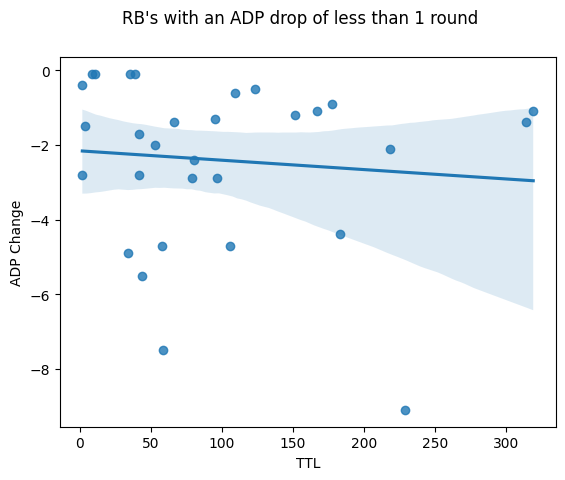 RB's with an ADP drop of less than 1 round
0
−2
−4
−6
−8
ADP Change
0 50 100 150 200 250 300
TTL